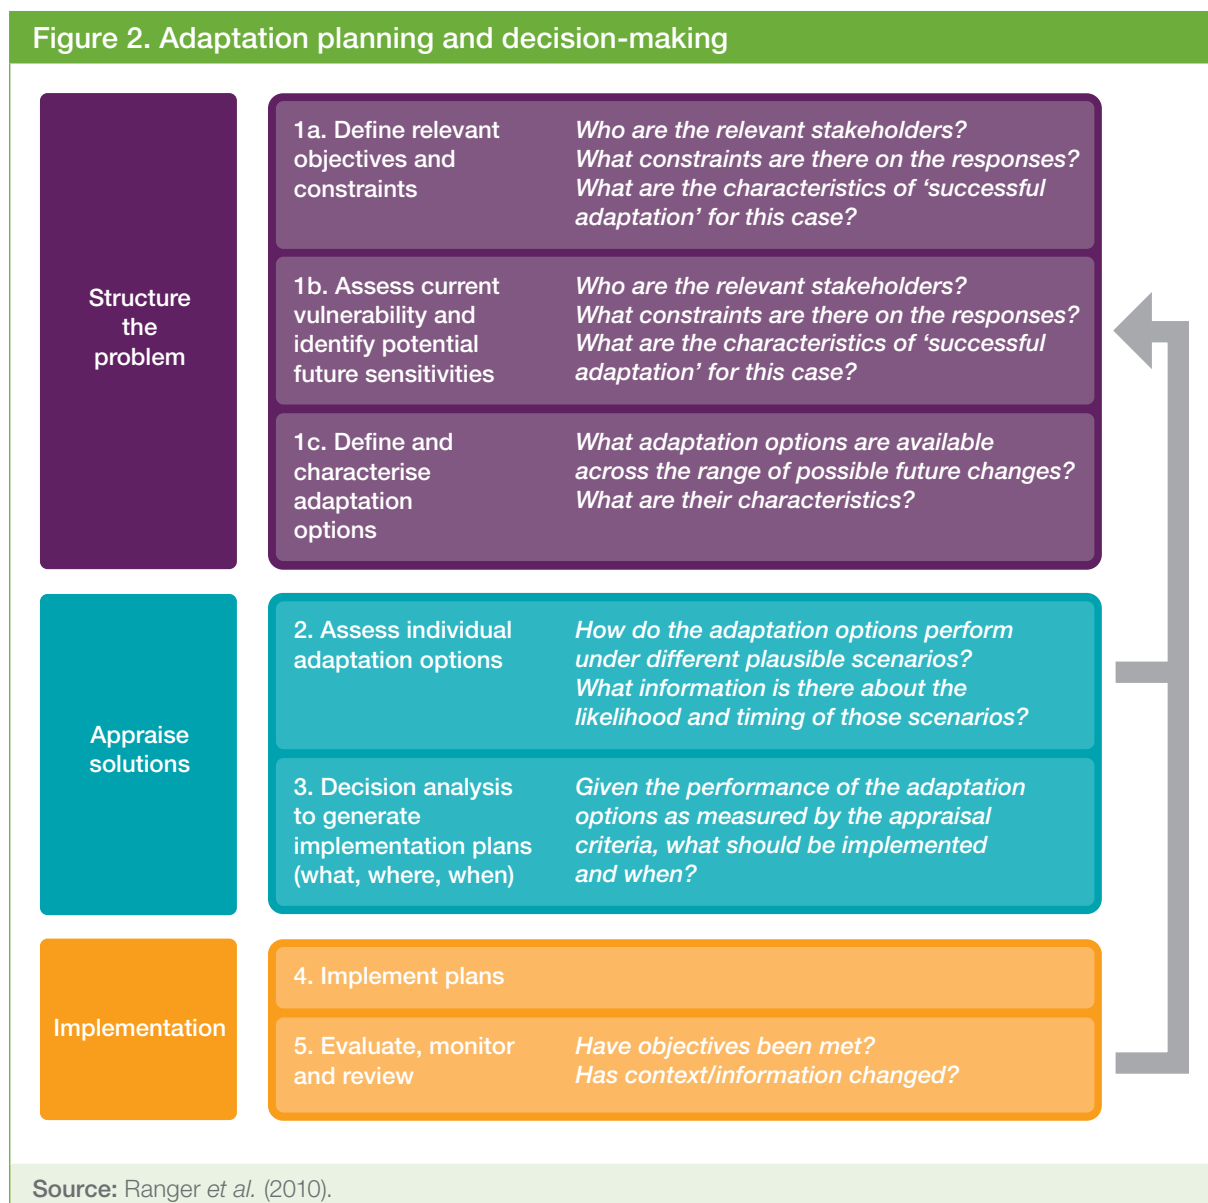 Figure 2. Adaptation planning and decision-making
Structure
the
problem
1a. Define relevant
objectives and
constraints
Who are the relevant stakeholders?
What constraints are there on the responses?
What are the characteristics of ‘successful
adaptation’ for this case?
1b. Assess current
vulnerability and
identify potential
future sensitivities
Who are the relevant stakeholders?
What constraints are there on the responses?
What are the characteristics of ‘successful
adaptation’ for this case?
1c. Define and
characterise
adaptation
options
What adaptation options are available
across the range of possible future changes?
What are their characteristics?
Appraise
solutions
2. Assess individual
adaptation options
How do the adaptation options perform
under different plausible scenarios?
What information is there about the
likelihood and timing of those scenarios?
3. Decision analysis
to generate
implementation plans
(what, where, when)
Given the performance of the adaptation
options as measured by the appraisal
criteria, what should be implemented
and when?
Implementation
4. Implement plans
5. Evaluate, monitor
and review
Have objectives been met?
Has context/information changed?
Source: Ranger et al. (2010).